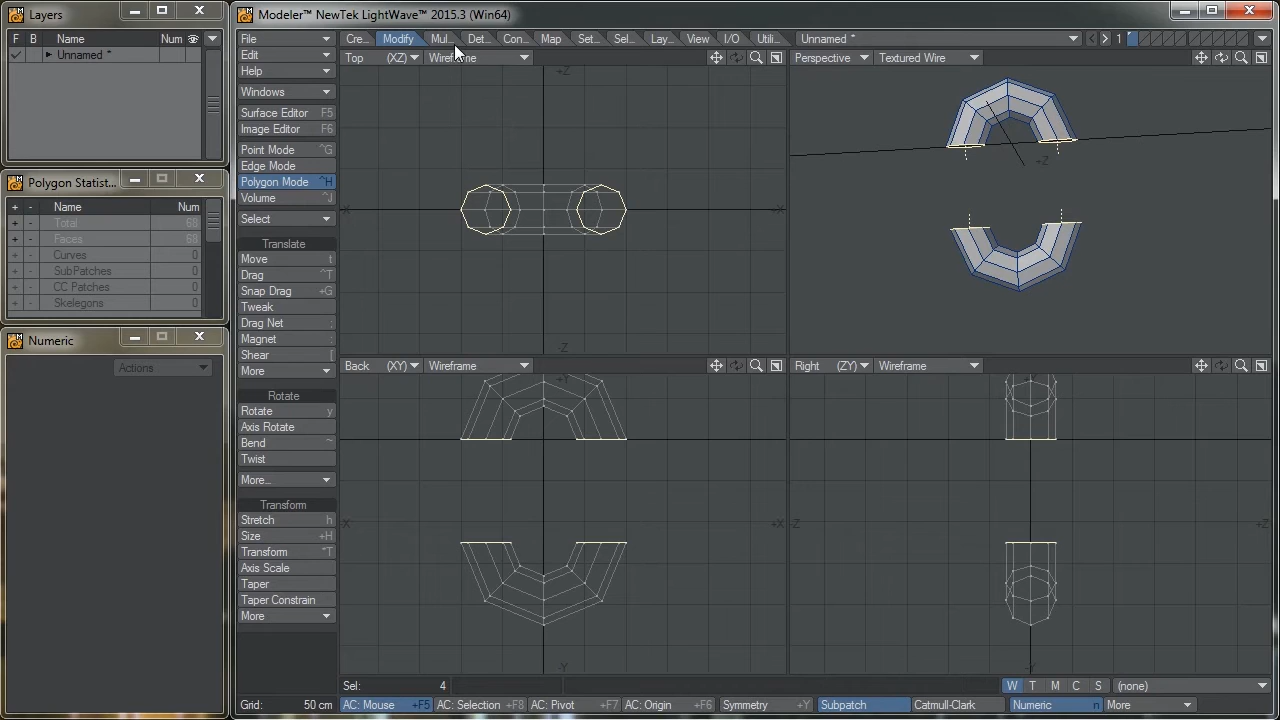 Layers
F B Name Num
Unnamed *
Polygon Statist...
+ - Name Num
+ - Total 68
+ - Faces 68
+ - Curves 0
+ - SubPatches 0
+ - CC Patches 0
+ - Skelegons 0
Numeric
Actions
Modeler™ NewTek LightWave™ 2015.3 (Win64)
File
Edit
Help
Windows
Surface Editor F5
Image Editor F6
Point Mode ^G
Edge Mode
Polygon Mode ^H
Volume ^J
Select
Translate
Move t
Drag ^T
Snap Drag +G
Tweak
Drag Net ;
Magnet :
Shear [
More
Rotate
Rotate y
Axis Rotate
Bend ~
Twist
More...
Transform
Stretch h
Size +H
Transform "T
Axis Scale
Taper
Taper Constrain
More
Cre... Modify Mul Det... Con... Map Set... Sel... Lay... View I/O Utili... Unnamed * < > 1
Top (XZ) Wireframe
+Z
-X +X
-Z
Perspective Textured Wire
+Z
Back (XY) Wireframe
+Y
-X +X
-Y
Right (ZY) Wireframe
+Y
-Z +Z
-Y
Sel: 4
W T M C S (none)
Grid: 50 cm AC: Mouse +F5 AC: Selection +F8 AC: Pivot +F7 AC: Origin +F6 Symmetry +Y Subpatch Catmull-Clark Numeric n More